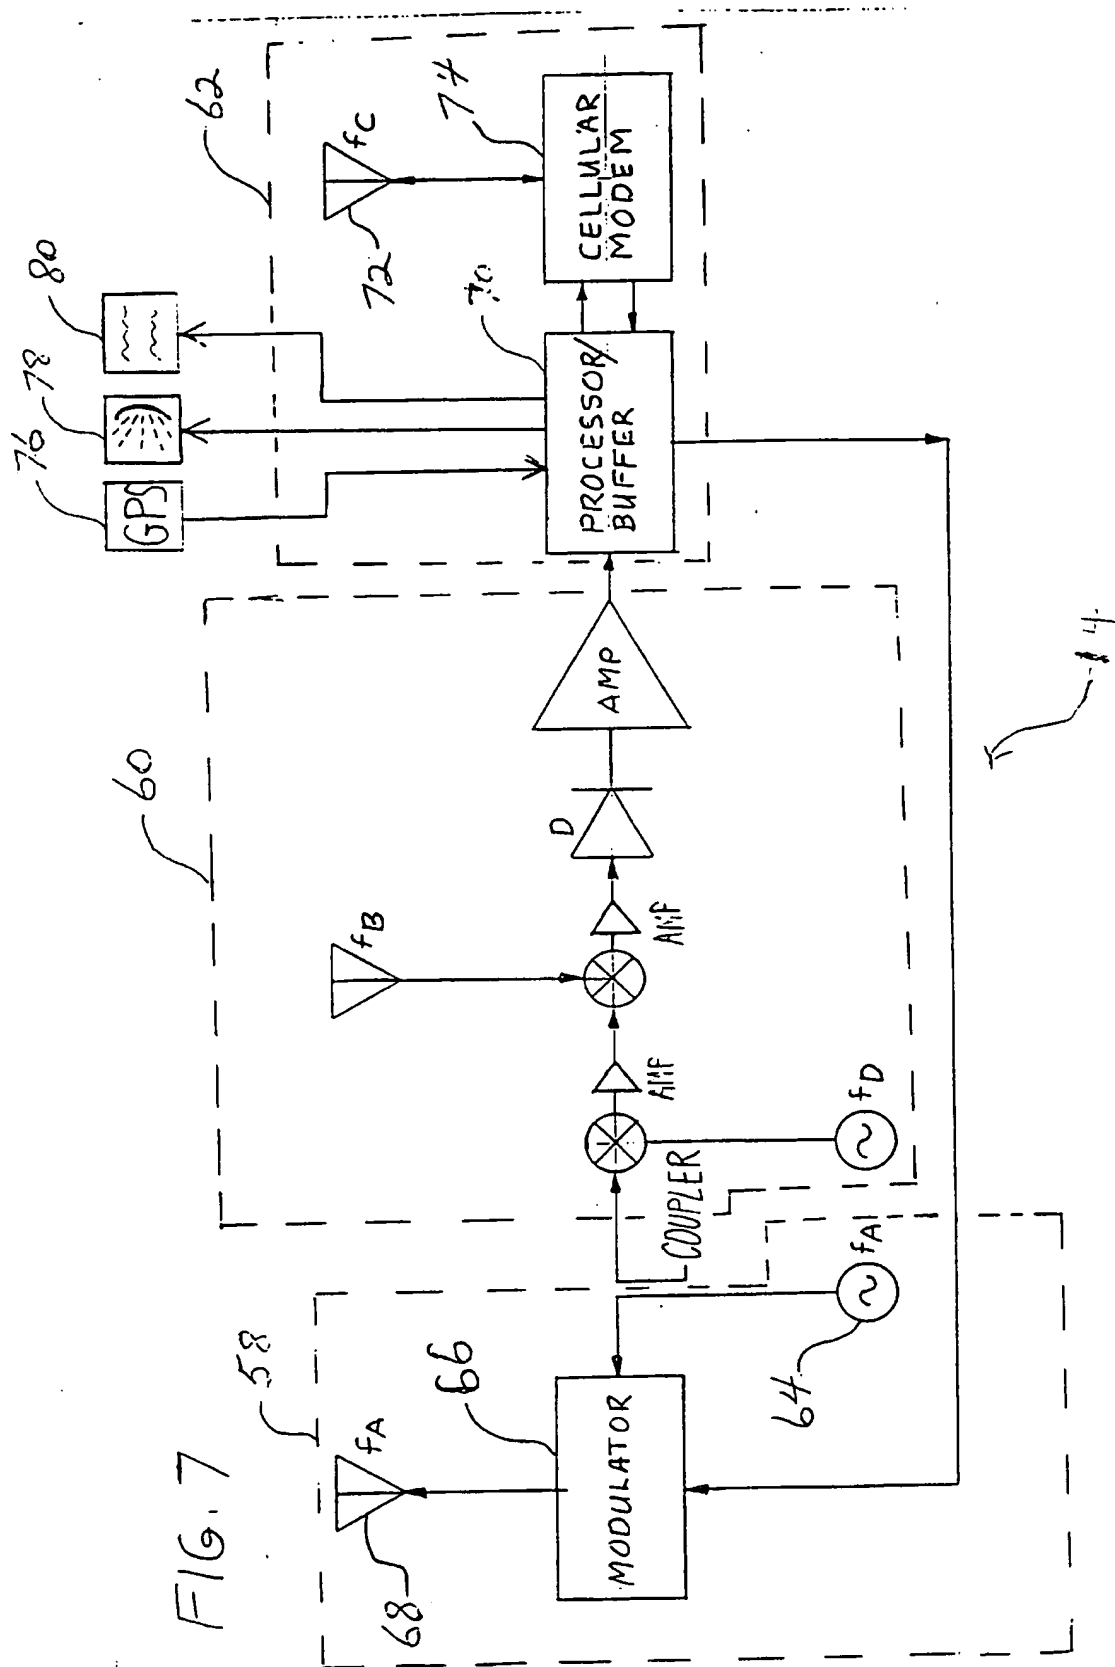 FIG. 7
58
68
fA
66
MODULATOR
64
fA
COUPLER
60
fD
AMP
fB
AMP
D
AMP
62
76
GPS
78
80
72
fC
70
PROCESSOR/
BUFFER
74
CELLULAR
MODEM
14